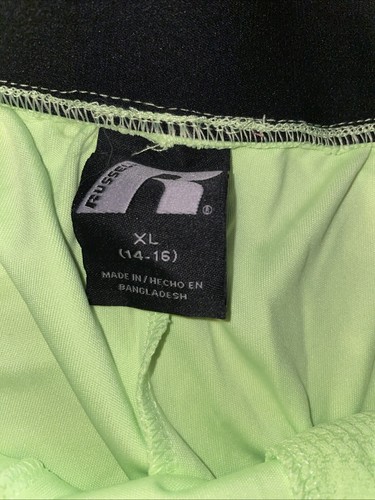 RUSSELL
®
XL
(14-16)
MADE IN/HECHO EN
BANGLADESH